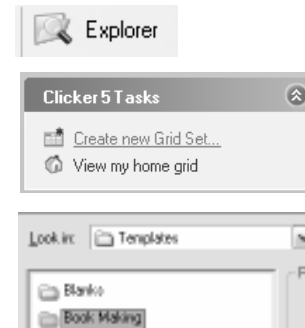 Explorer
Clicker 5 Tasks
Create new Grid Set...
View my home grid
Look in: Templates
Blanks
Book Making